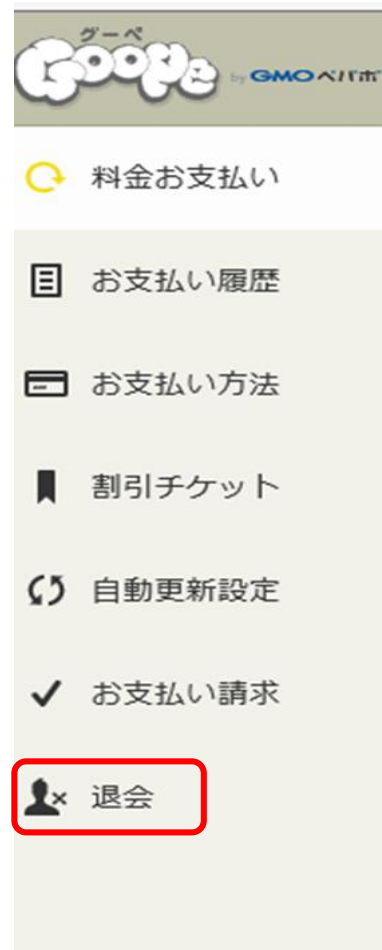 グーペ
Goope
by GMOペパボ
料金お支払い
お支払い履歴
お支払い方法
割引チケット
自動更新設定
お支払い請求
退会